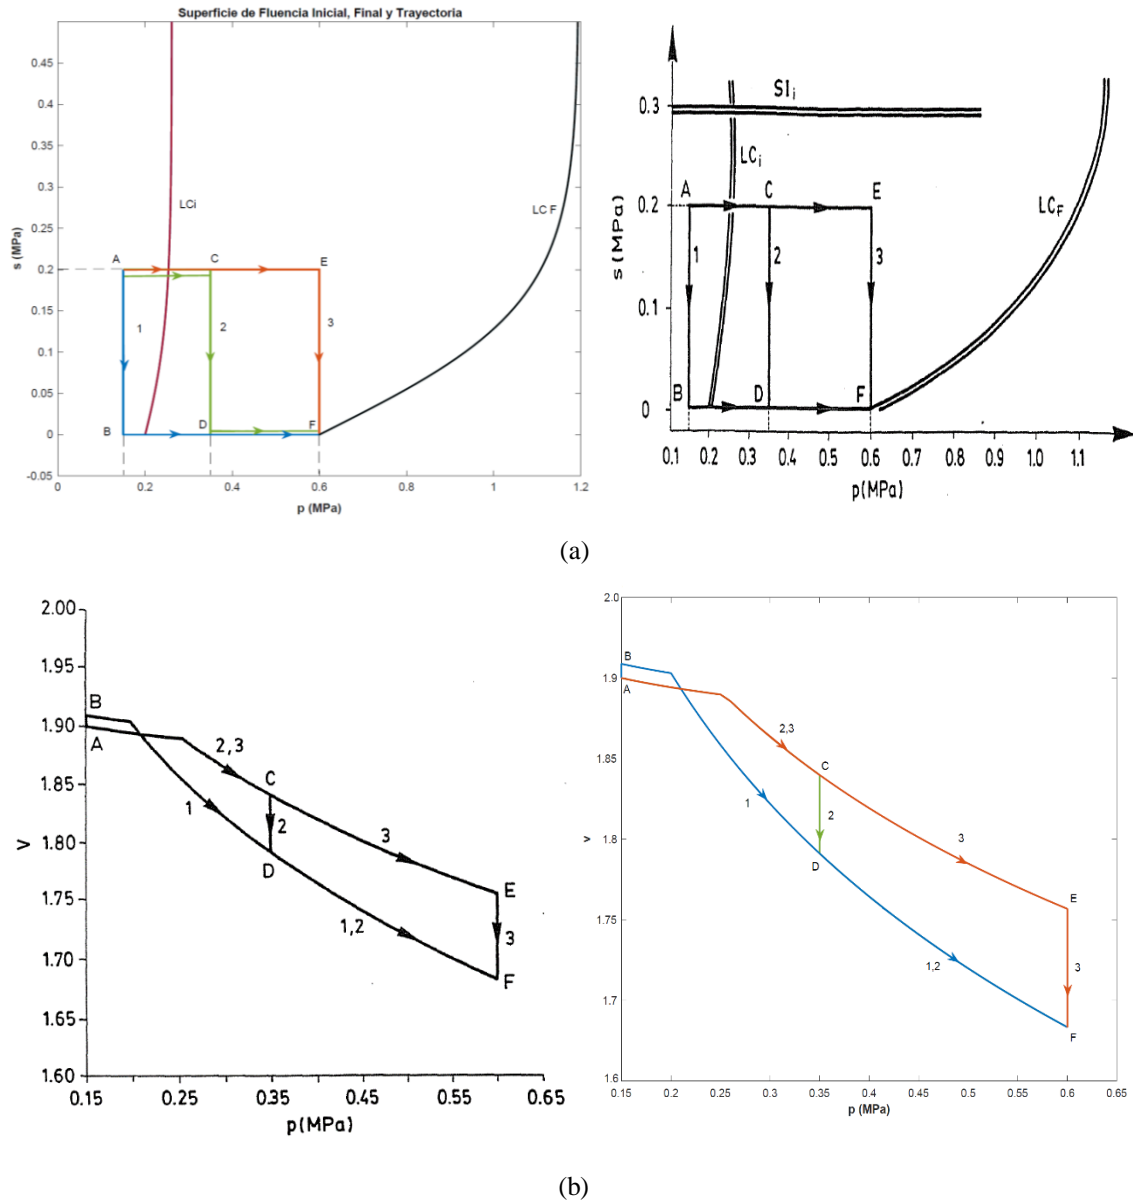 Superficie de Fluencia Inicial, Final y Trayectoria
0.45
0.4
0.35
0.3
0.25
0.2
0.15
0.1
0.05
0
-0.05
s (MPa)
0
0.2
0.4
0.6
0.8
1
1.2
p (MPa)
LCi
LC F
A
C
E
1
2
3
B
D
F
0.3
0.2
0.1
0
s (MPa)
SIi
LCi
LCF
A
C
E
1
2
3
B
D
F
0.1
0.2
0.3
0.4
0.5
0.6
0.7
0.8
0.9
1.0
1.1
p(MPa)
(a)
2.00
1.95
1.90
1.85
1.80
1.75
1.70
1.65
1.60
V
B
A
2,3
C
1
2
3
D
E
1,2
3
F
0.15
0.25
0.35
0.45
0.55
0.65
p(MPa)
2.0
1.9
1.85
1.8
1.75
1.7
1.6
v
B
A
2,3
C
1
2
3
D
E
1,2
3
F
0.15
0.2
0.3
0.35
0.4
0.45
0.5
0.55
0.6
0.65
p (MPa)
(b)